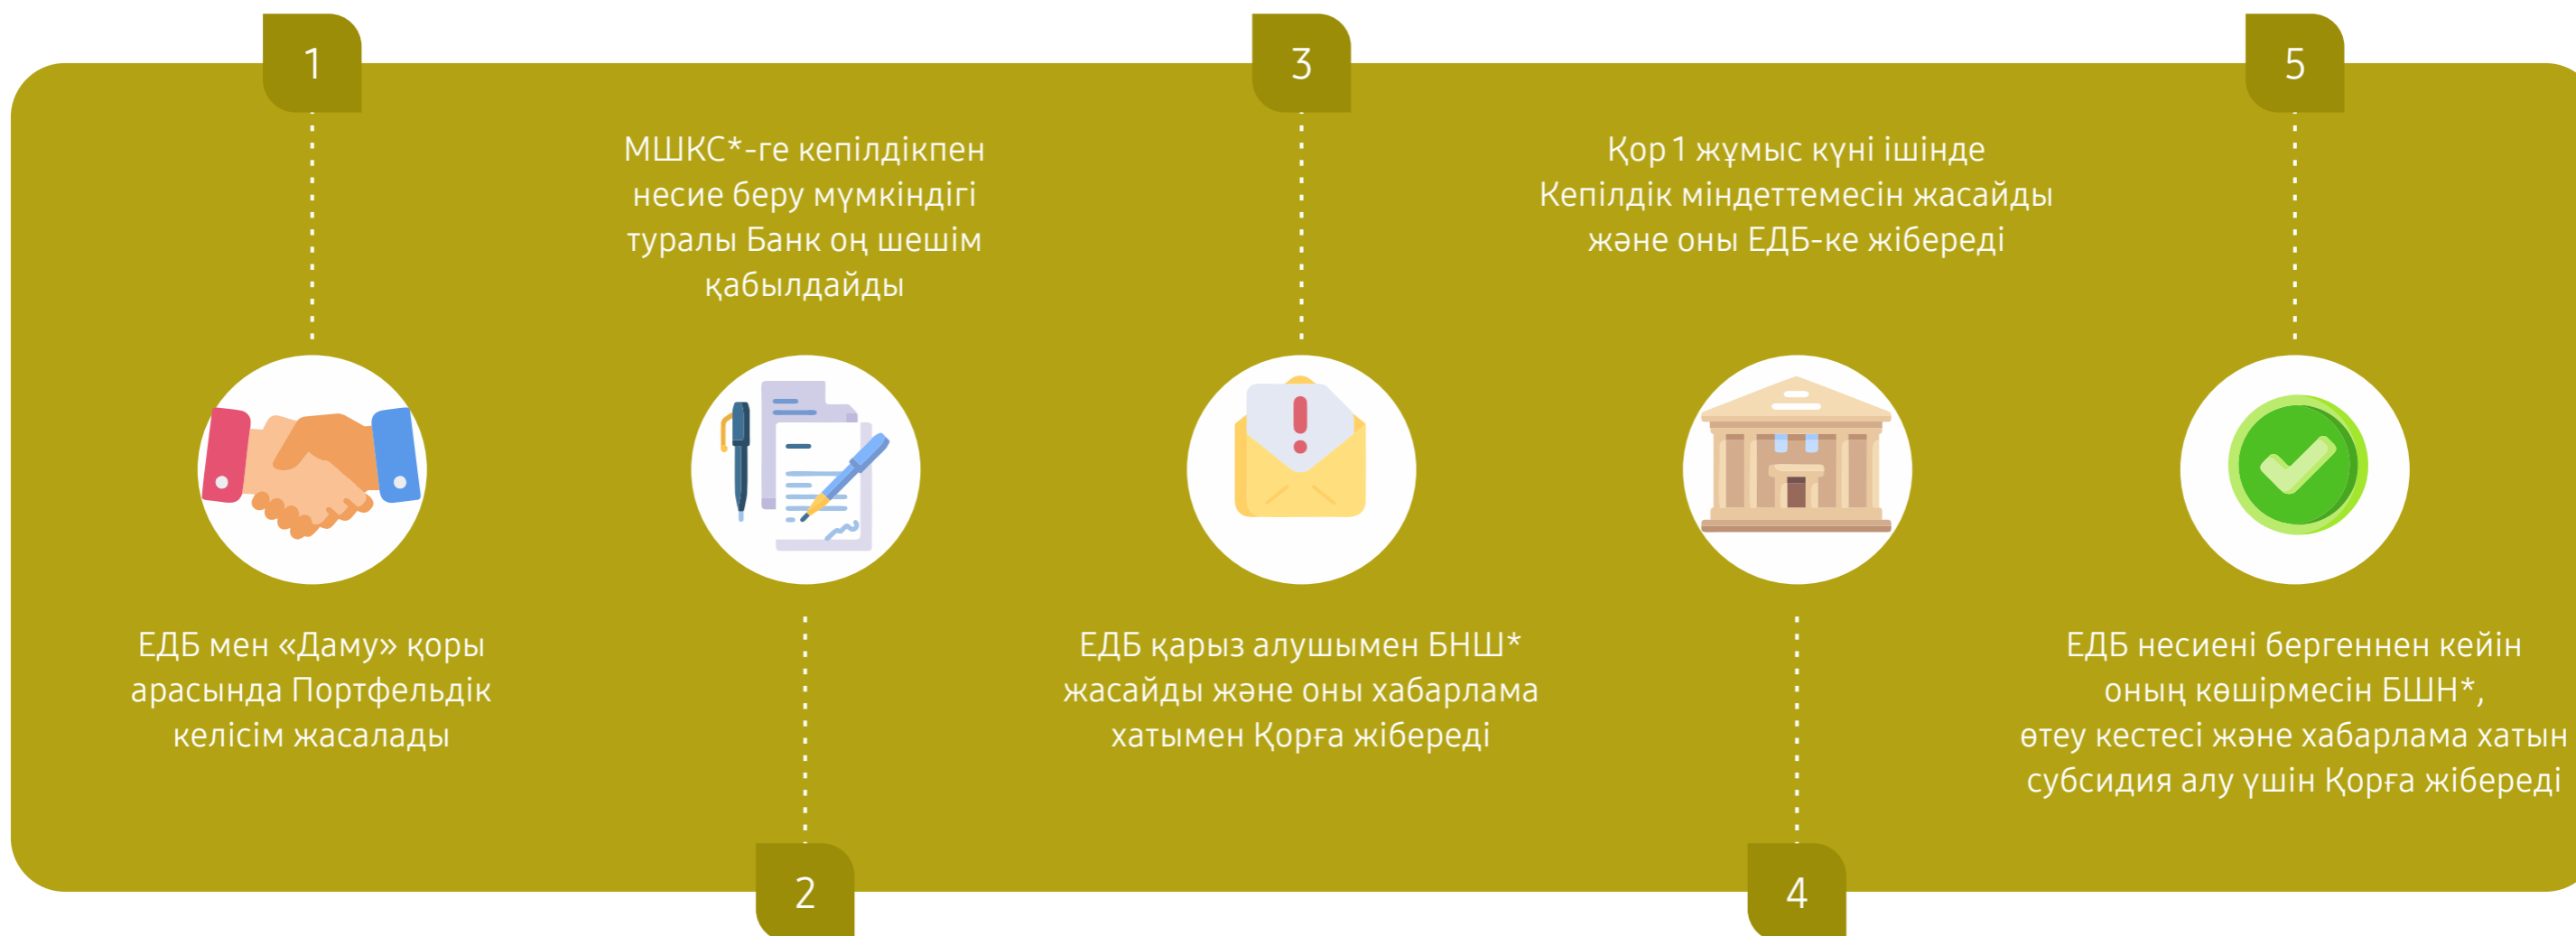 1
ЕДБ мен «Даму» қоры
арасында Портфельдік
келісім жасалады
2
МШКС*-ге кепілдікпен
несие беру мүмкіндігі
туралы Банк оң шешім
қабылдайды
3
ЕДБ қарыз алушымен БНШ*
жасайды және оны хабарлама
хатымен Қорға жібереді
4
Қор 1 жұмыс күні ішінде
Кепілдік міндеттемесін жасайды
және оны ЕДБ-ке жібереді
5
ЕДБ несиені бергеннен кейін
оның көшірмесін БШН*,
өтеу кестесі және хабарлама хатын
субсидия алу үшін Қорға жібереді